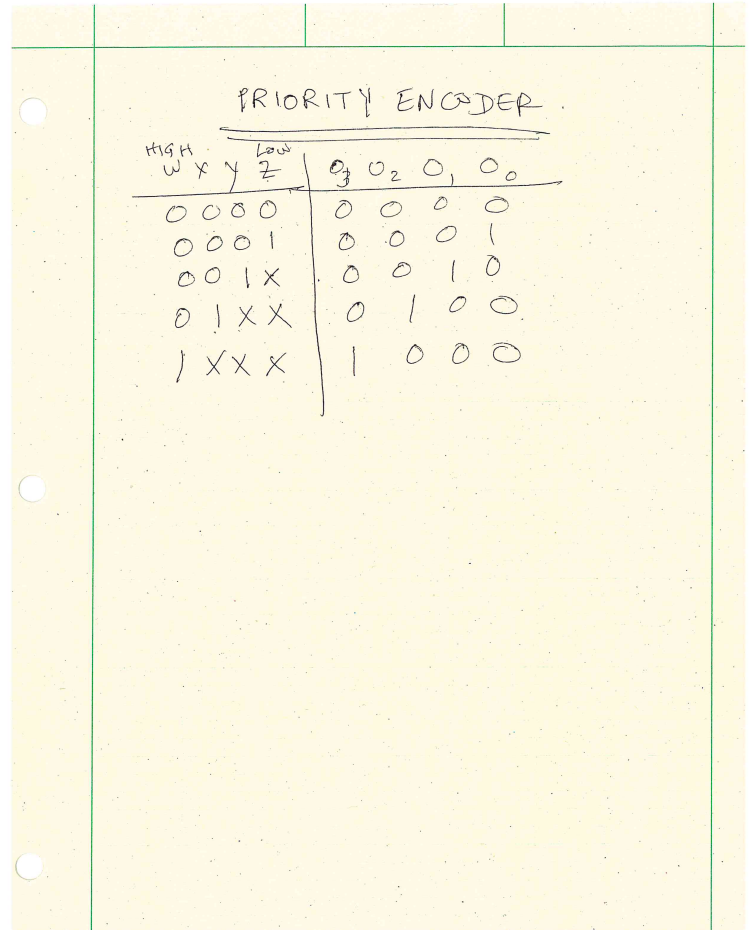 PRIORITY ENCODER
HIGH LOW
W X Y Z O3 O2 O1 O0
0 0 0 0 0 0 0 0
0 0 0 1 0 0 0 1
0 0 1 X 0 0 1 0
0 1 X X 0 1 0 0
1 X X X 1 0 0 0